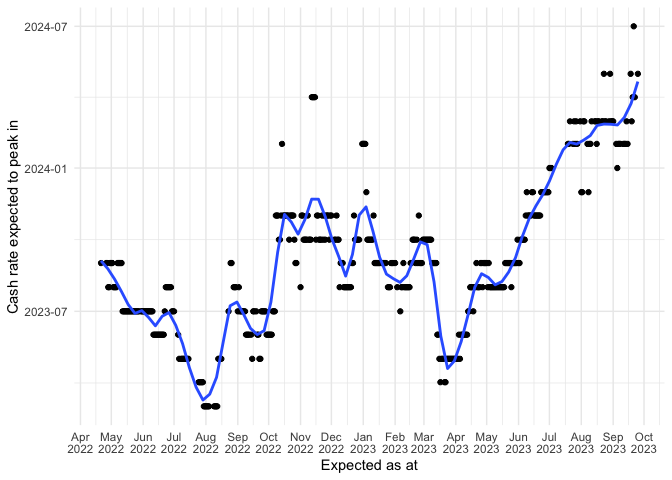 2024-07
2024-01
2023-07
Cash rate expected to peak in
Apr May Jun Jul Aug Sep Oct Nov Dec Jan Feb Mar Apr May Jun Jul Aug Sep Oct
2022 2022 2022 2022 2022 2022 2022 2022 2022 2023 2023 2023 2023 2023 2023 2023 2023 2023 2023
Expected as at